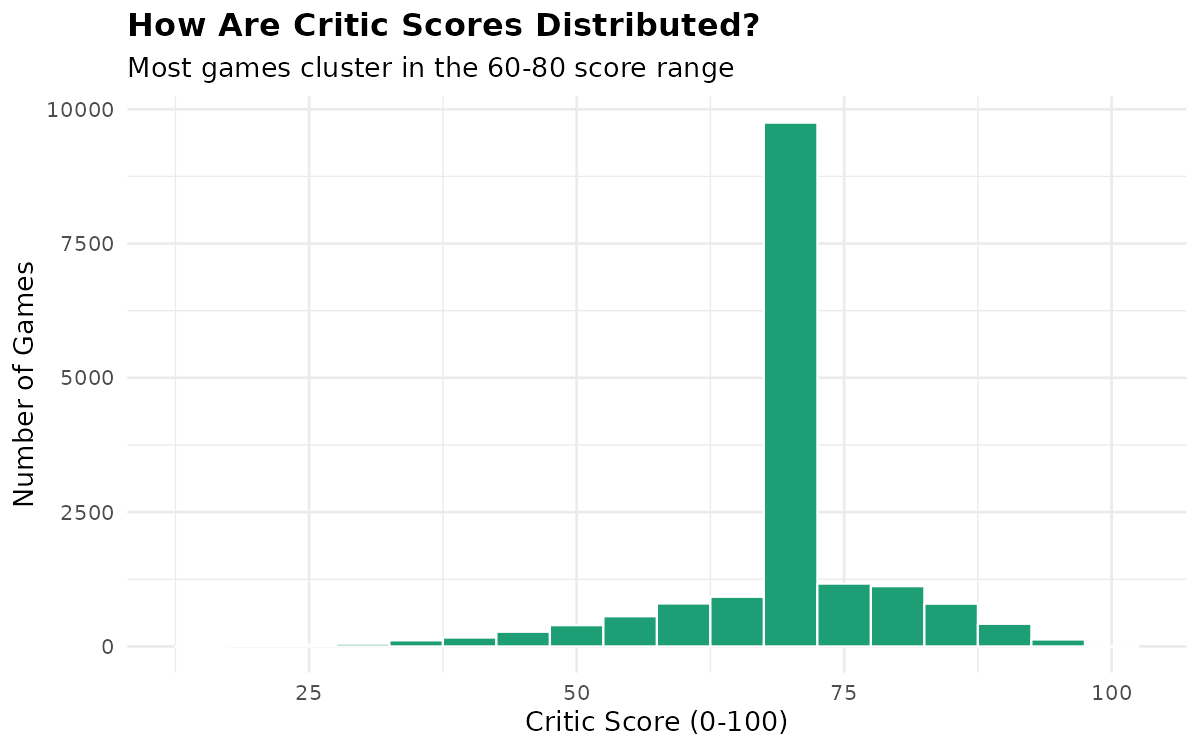 How Are Critic Scores Distributed?
Most games cluster in the 60-80 score range
10000
7500
5000
2500
0
Number of Games
25 50 75 100
Critic Score (0-100)